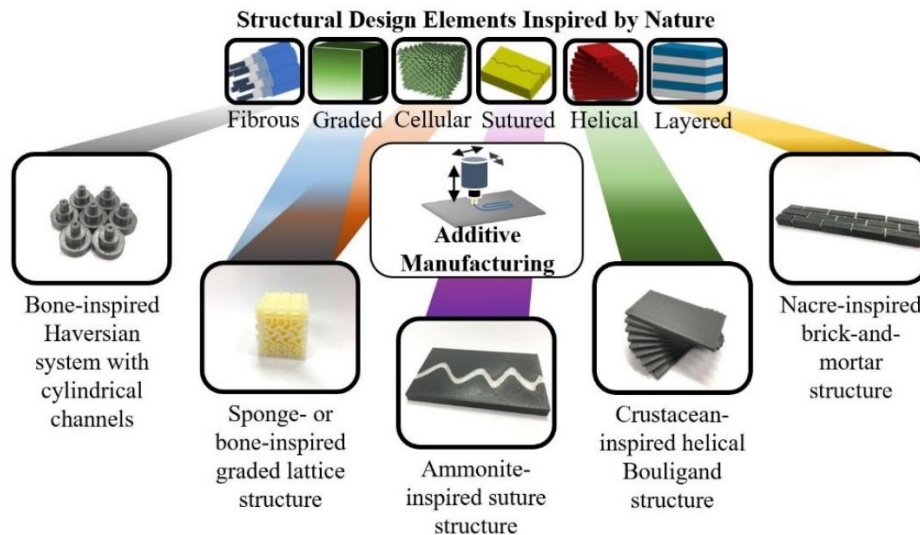 Structural Design Elements Inspired by Nature
Fibrous
Graded
Cellular
Sutured
Helical
Layered
Additive
Manufacturing
Bone-inspired
Haversian
system with
cylindrical
channels
Sponge- or
bone-inspired
graded lattice
structure
Ammonite-
inspired suture
structure
Crustacean-
inspired helical
Bouligand
structure
Nacre-inspired
brick-and-
mortar
structure